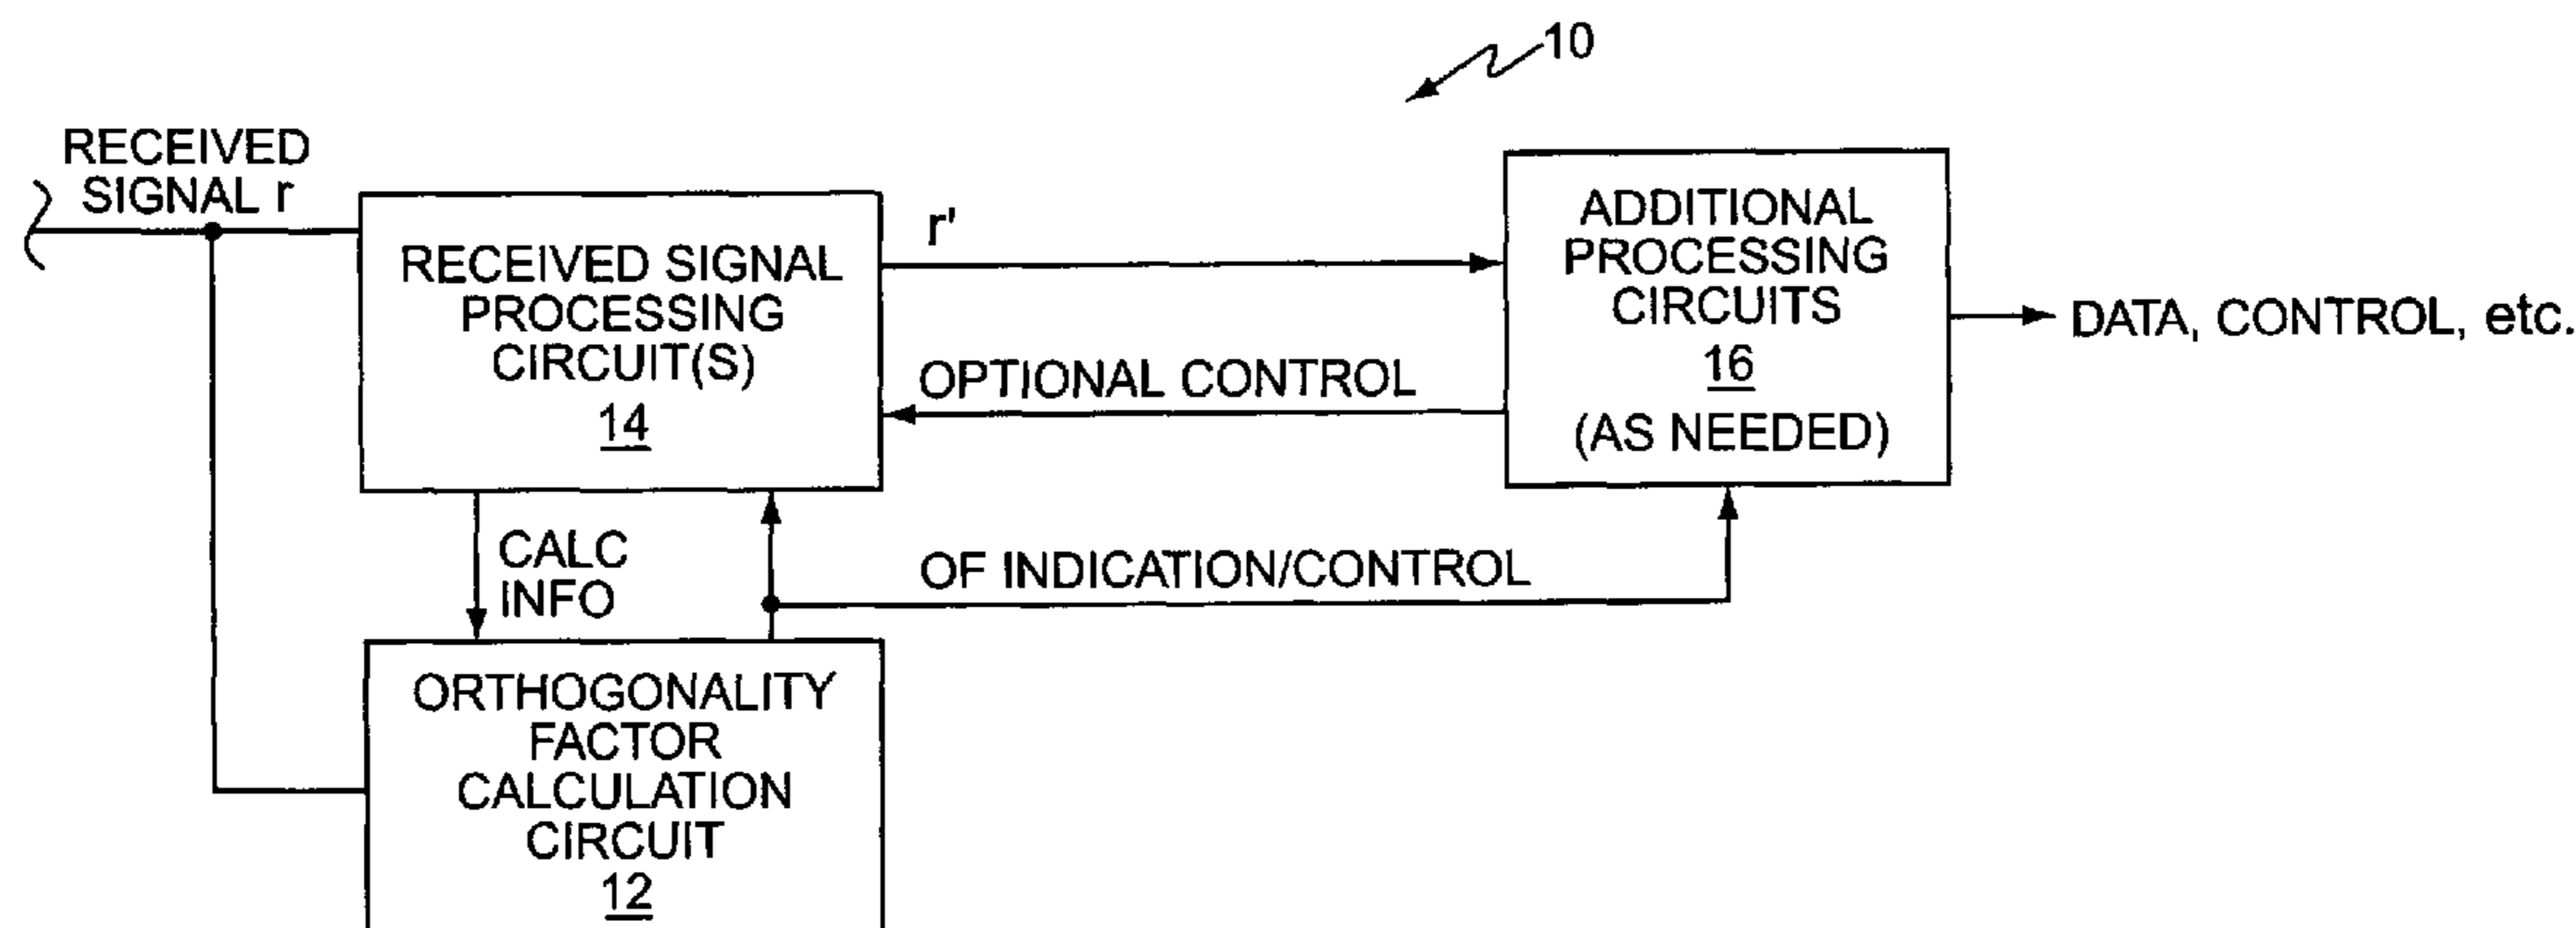 10
RECEIVED
SIGNAL r
RECEIVED SIGNAL
PROCESSING
CIRCUIT(S)
14
r'
OPTIONAL CONTROL
ADDITIONAL
PROCESSING
CIRCUITS
16
(AS NEEDED)
DATA, CONTROL, etc.
CALC
INFO
OF INDICATION/CONTROL
ORTHOGONALITY
FACTOR
CALCULATION
CIRCUIT
12